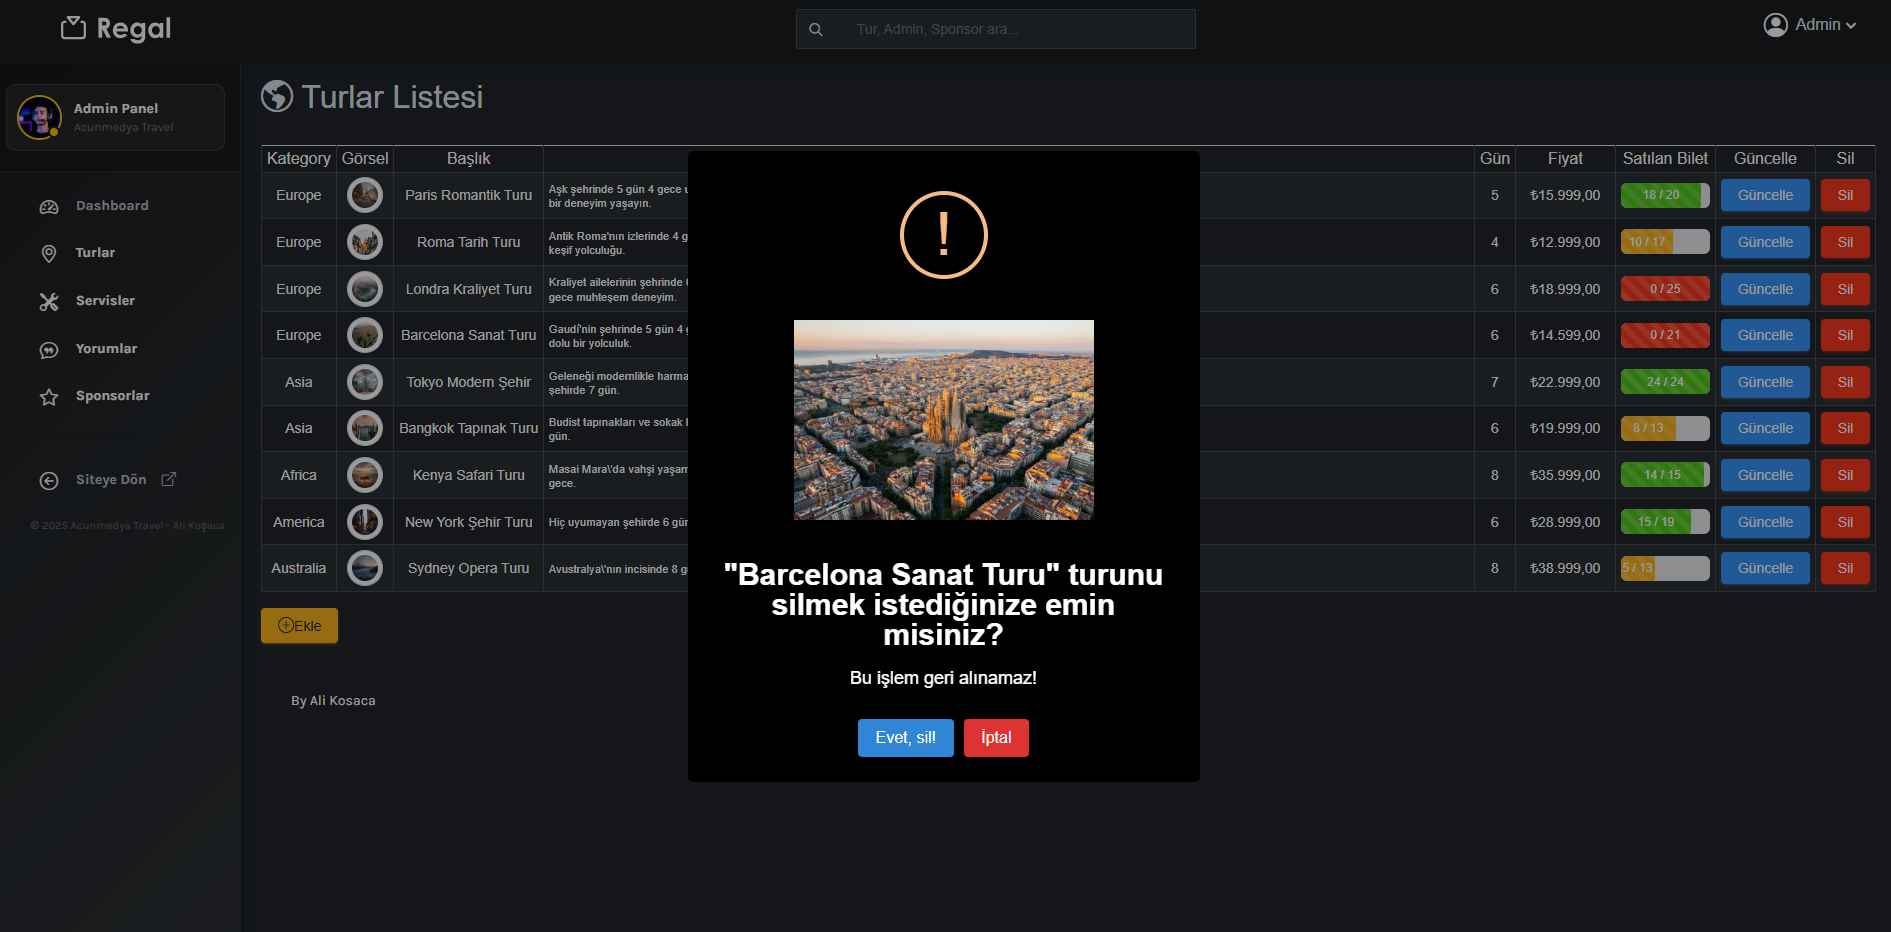 Regal
Tur, Admin, Sponsor ara...
Admin
Admin Panel
Acunmedya Travel
Dashboard
Turlar
Servisler
Yorumlar
Sponsorlar
Siteye Dön
© 2025 Acunmedya Travel - Ali Koşaca
Turlar Listesi
Kategory Görsel Başlık Gün Fiyat Satılan Bilet Güncelle Sil
Europe Paris Romantik Turu Aşk şehrinde 5 gün 4 gece 5 ₺15.999,00 18 / 20 Güncelle Sil
bir deneyim yaşayın.
Europe Roma Tarih Turu Antik Roma'nın izlerinde 4 4 ₺12.999,00 10 / 17 Güncelle Sil
keşif yolculuğu.
Europe Londra Kraliyet Turu Kraliyet ailelerinin şehrinde 6 ₺18.999,00 0 / 25 Güncelle Sil
gece muhteşem deneyim.
Europe Barcelona Sanat Turu Gaudí'nin şehrinde 5 gün 4 6 ₺14.599,00 0 / 21 Güncelle Sil
dolu bir yolculuk.
Asia Tokyo Modern Şehir Geleneği modernlikle harma 7 ₺22.999,00 24 / 24 Güncelle Sil
şehirde 7 gün.
Asia Bangkok Tapınak Turu Budist tapınakları ve sokak 6 ₺19.999,00 8 / 13 Güncelle Sil
gün.
Africa Kenya Safari Turu Masai Mara\'da vahşi yaşam 8 ₺35.999,00 14 / 15 Güncelle Sil
gece.
America New York Şehir Turu Hiç uyumayan şehirde 6 gün 6 ₺28.999,00 15 / 19 Güncelle Sil
Australia Sydney Opera Turu Avustralya\'nın incisinde 8 8 ₺38.999,00 5 / 13 Güncelle Sil
Ekle
By Ali Kosaca
!
"Barcelona Sanat Turu" turunu
silmek istediğinize emin
misiniz?
Bu işlem geri alınamaz!
Evet, sil!
İptal